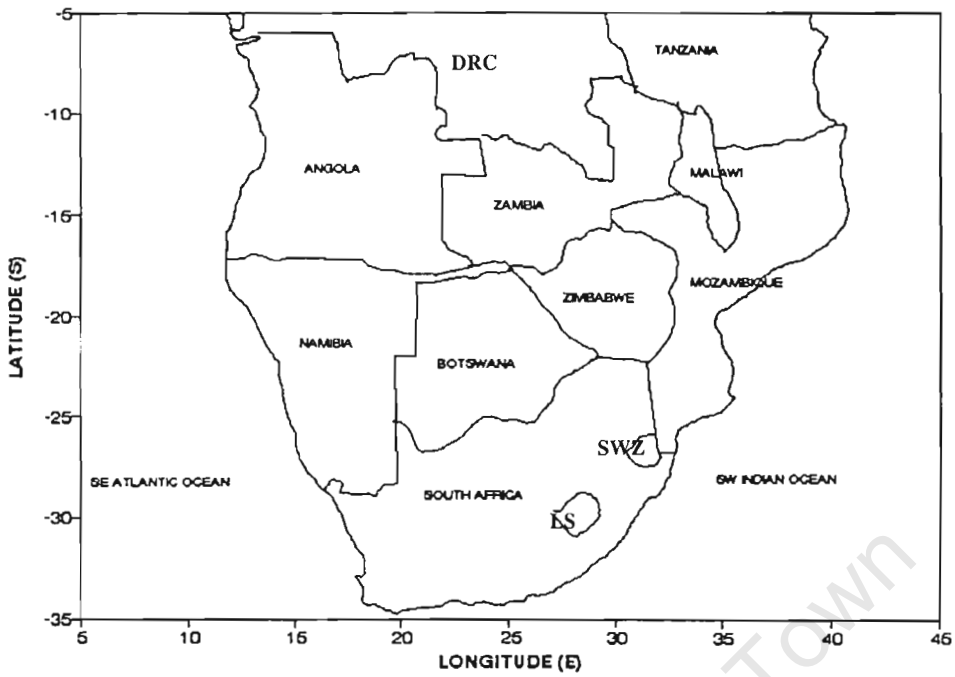 -5
-10
-15
-20
-25
-30
-35
LATITUDE (S)
5
10
15
20
25
30
35
40
45
LONGITUDE (E)
DRC
TANZANIA
ANGOLA
MALAWI
ZAMBIA
MOZAMBIQUE
ZIMBABWE
NAMIBIA
BOTSWANA
SWZ
SE ATLANTIC OCEAN
SW INDIAN OCEAN
SOUTH AFRICA
LS
Town